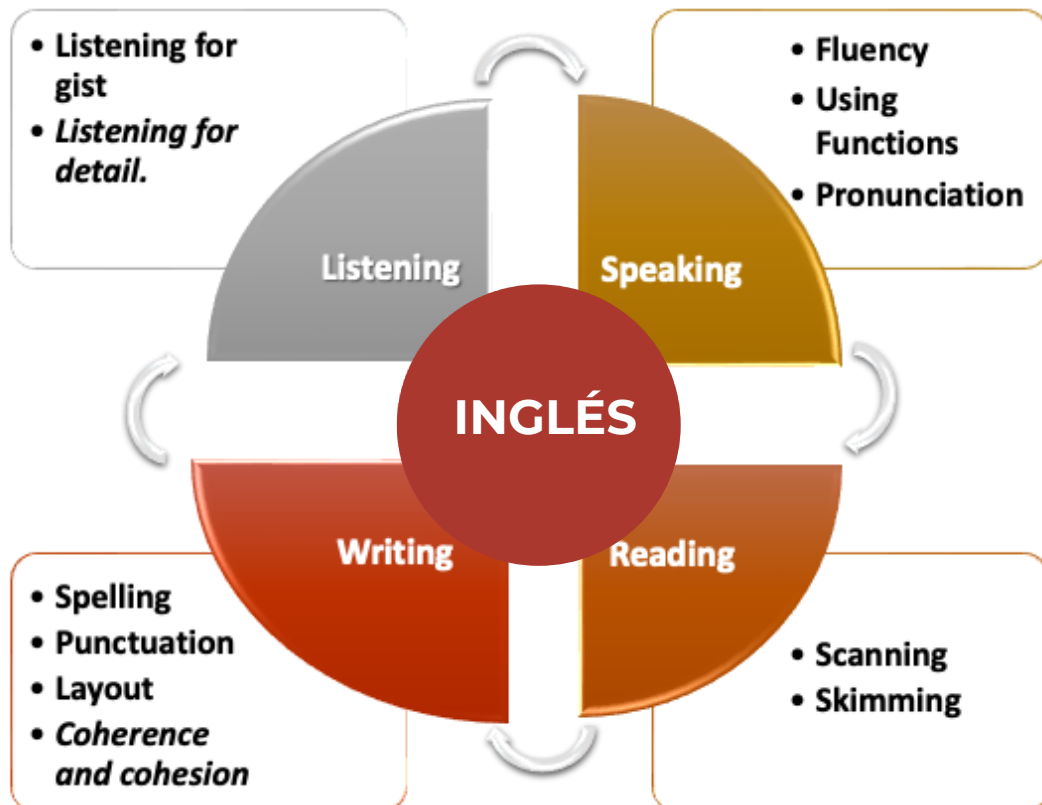 • Listening for
gist
• Listening for
detail.
Listening
• Fluency
• Using
Functions
• Pronunciation
Speaking
INGLÉS
Writing
• Spelling
• Punctuation
• Layout
• Coherence
and cohesion
Reading
• Scanning
• Skimming